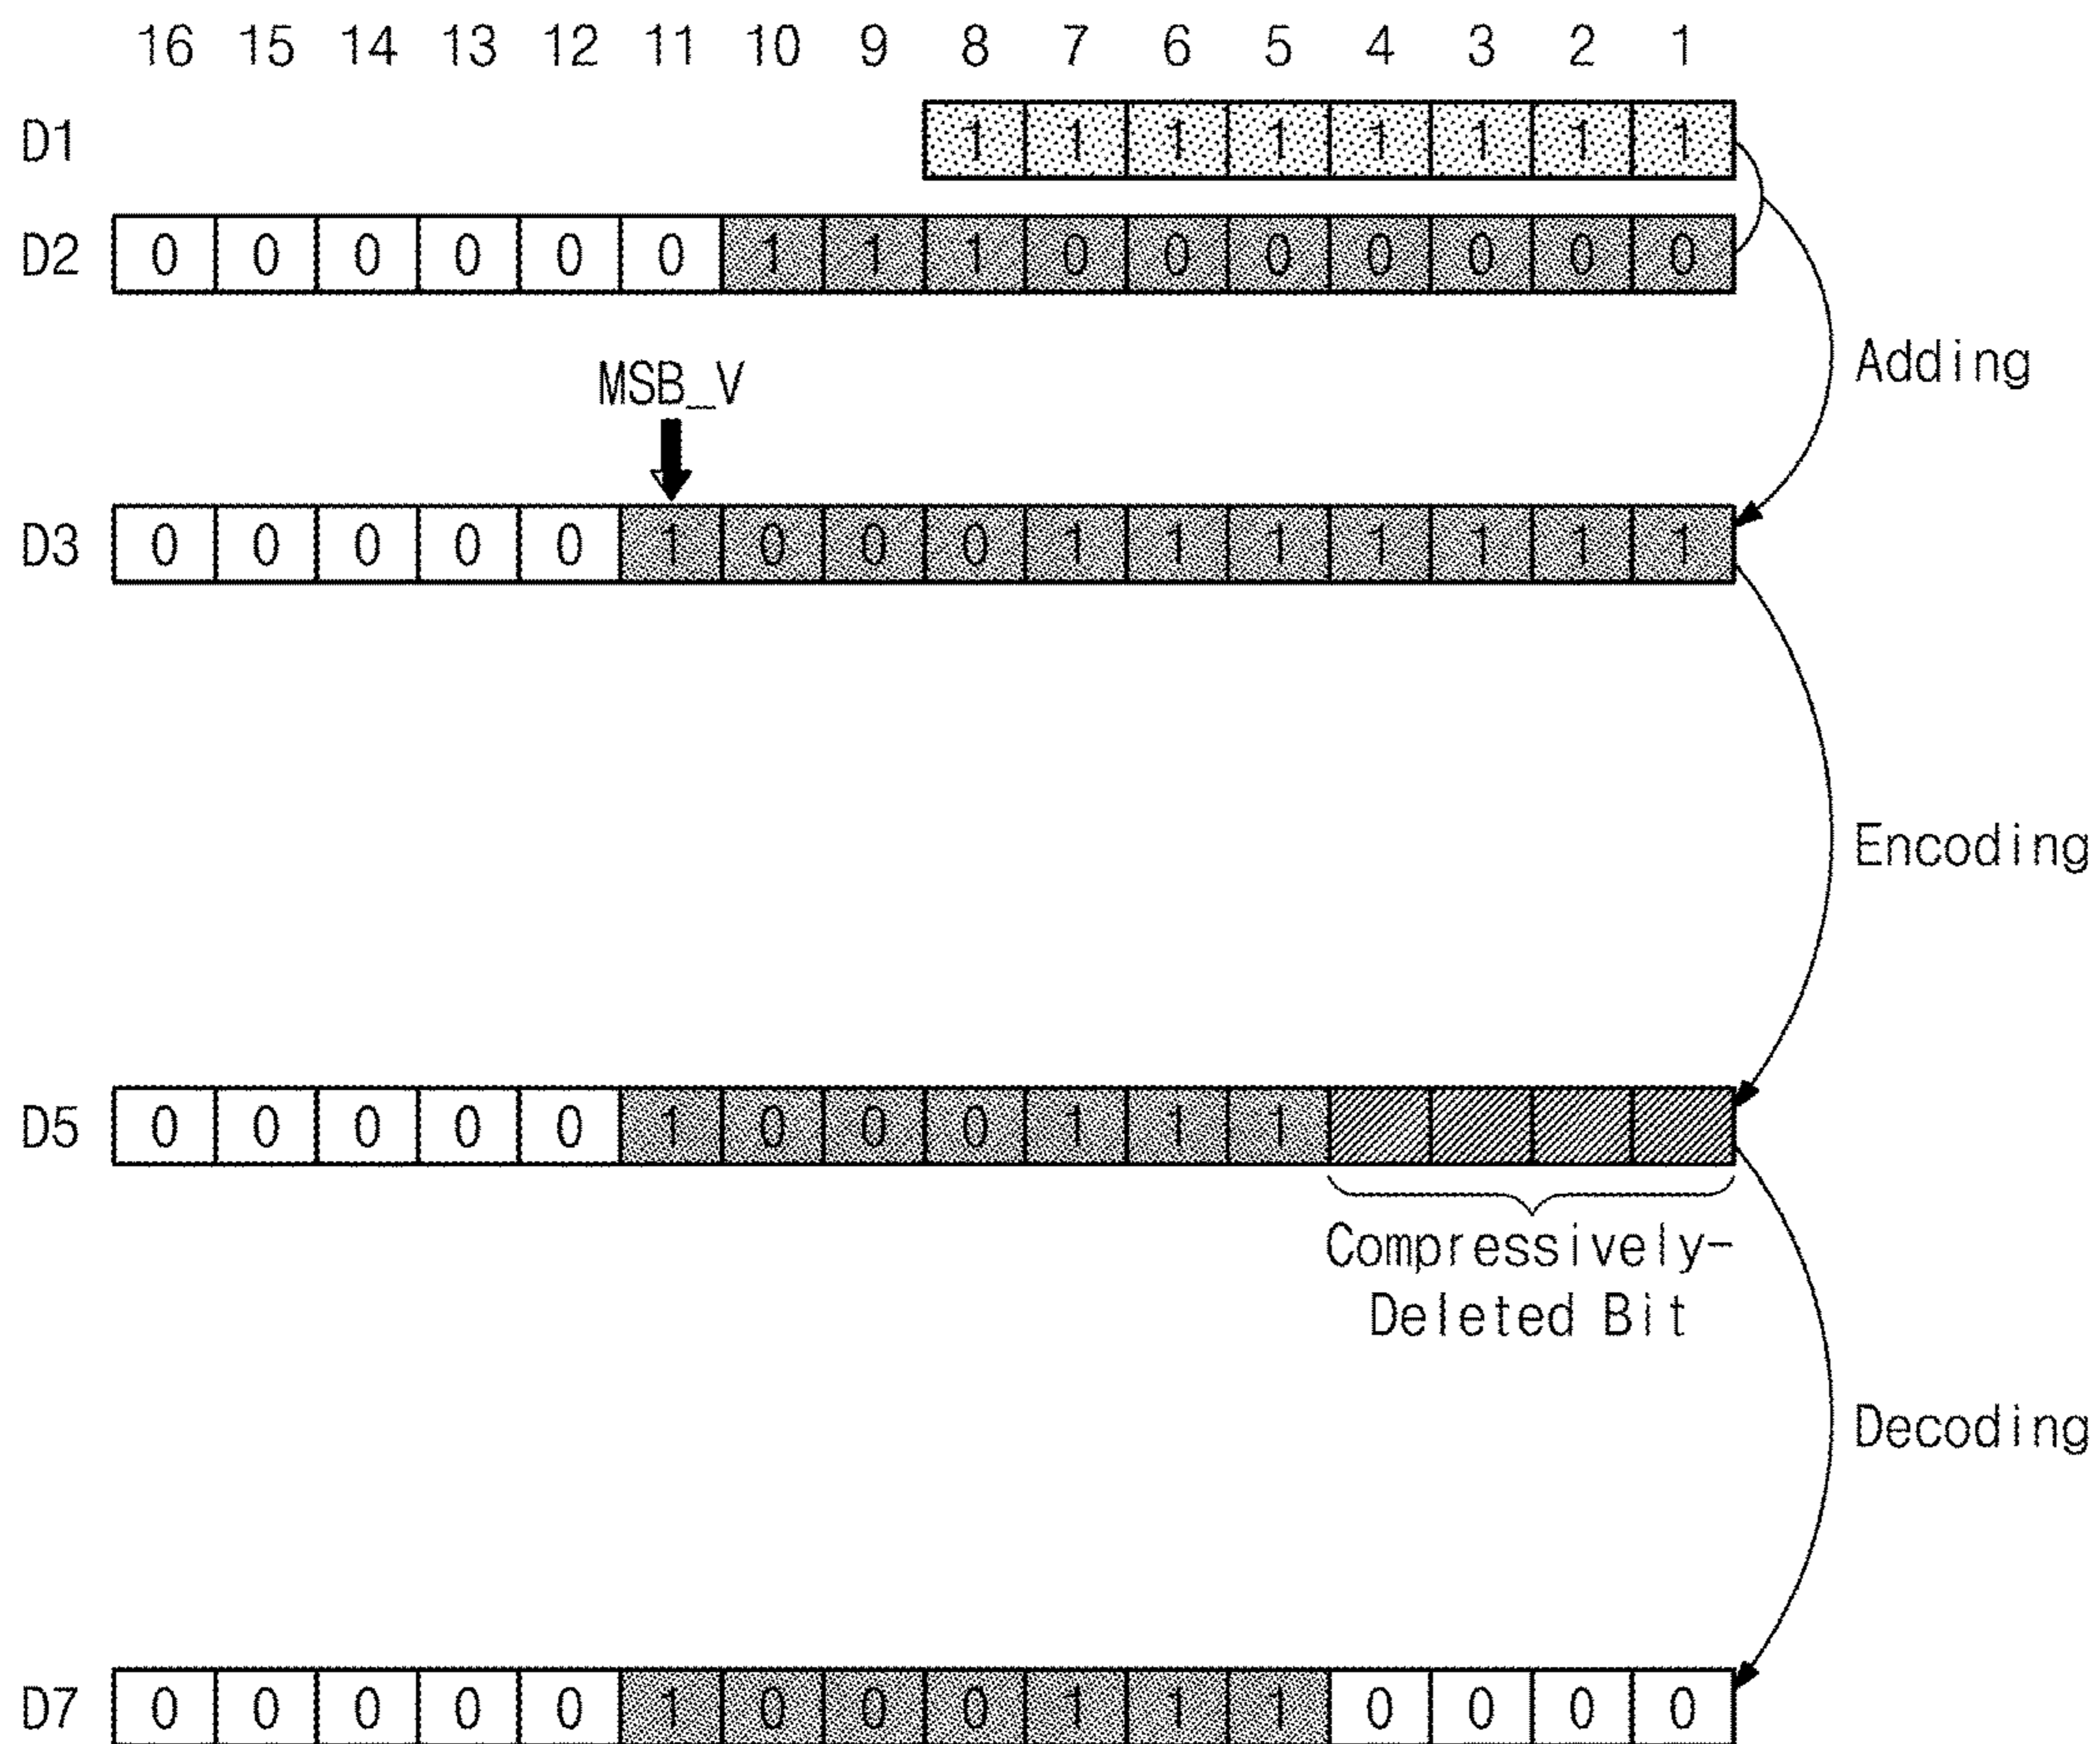 16 15 14 13 12 11 10 9 8 7 6 5 4 3 2 1
D1 1 1 1 1 1 1 1 1
D2 0 0 0 0 0 0 1 1 1 0 0 0 0 0 0 0
Adding
MSB_V
D3 0 0 0 0 0 1 0 0 0 1 1 1 1 1 1 1
Encoding
D5 0 0 0 0 0 1 0 0 0 1 1 1
Compressively-
Deleted Bit
Decoding
D7 0 0 0 0 0 1 0 0 0 1 1 1 0 0 0 0